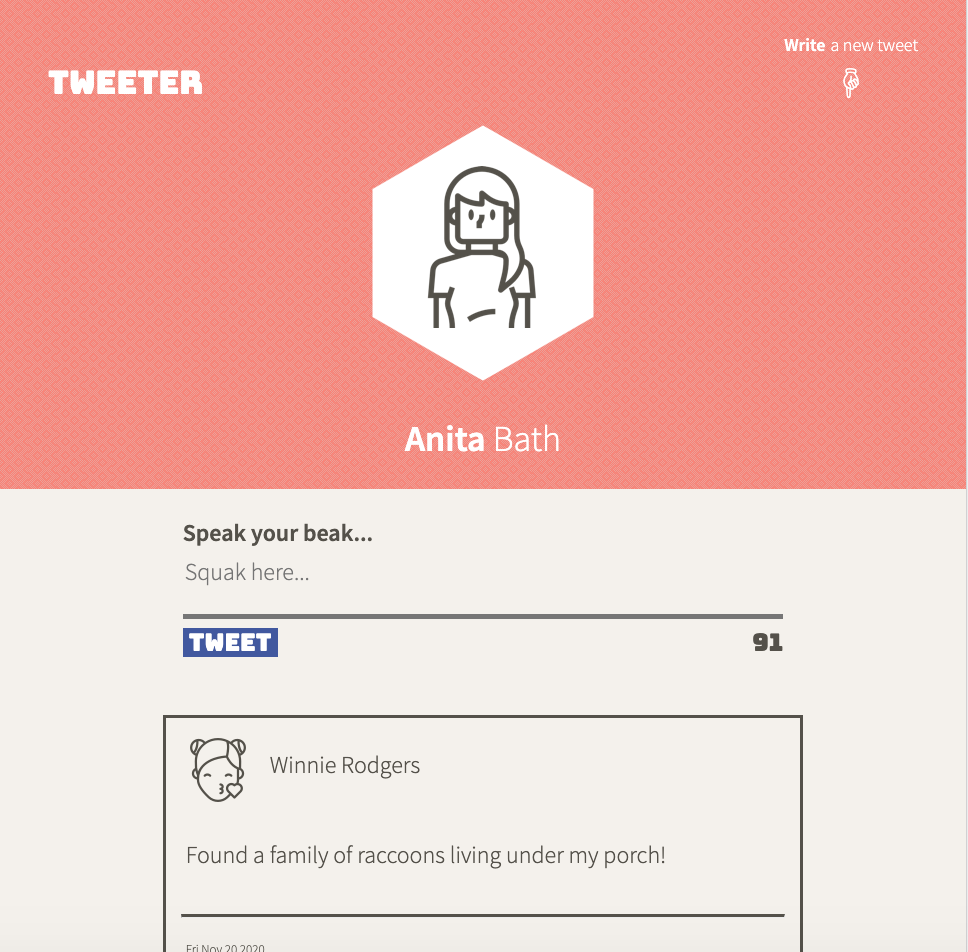 Write a new tweet
TWEETER
Anita Bath
Speak your beak...
Squak here...
TWEET 91
Winnie Rodgers
Found a family of raccoons living under my porch!
Fri Nov 20 2020